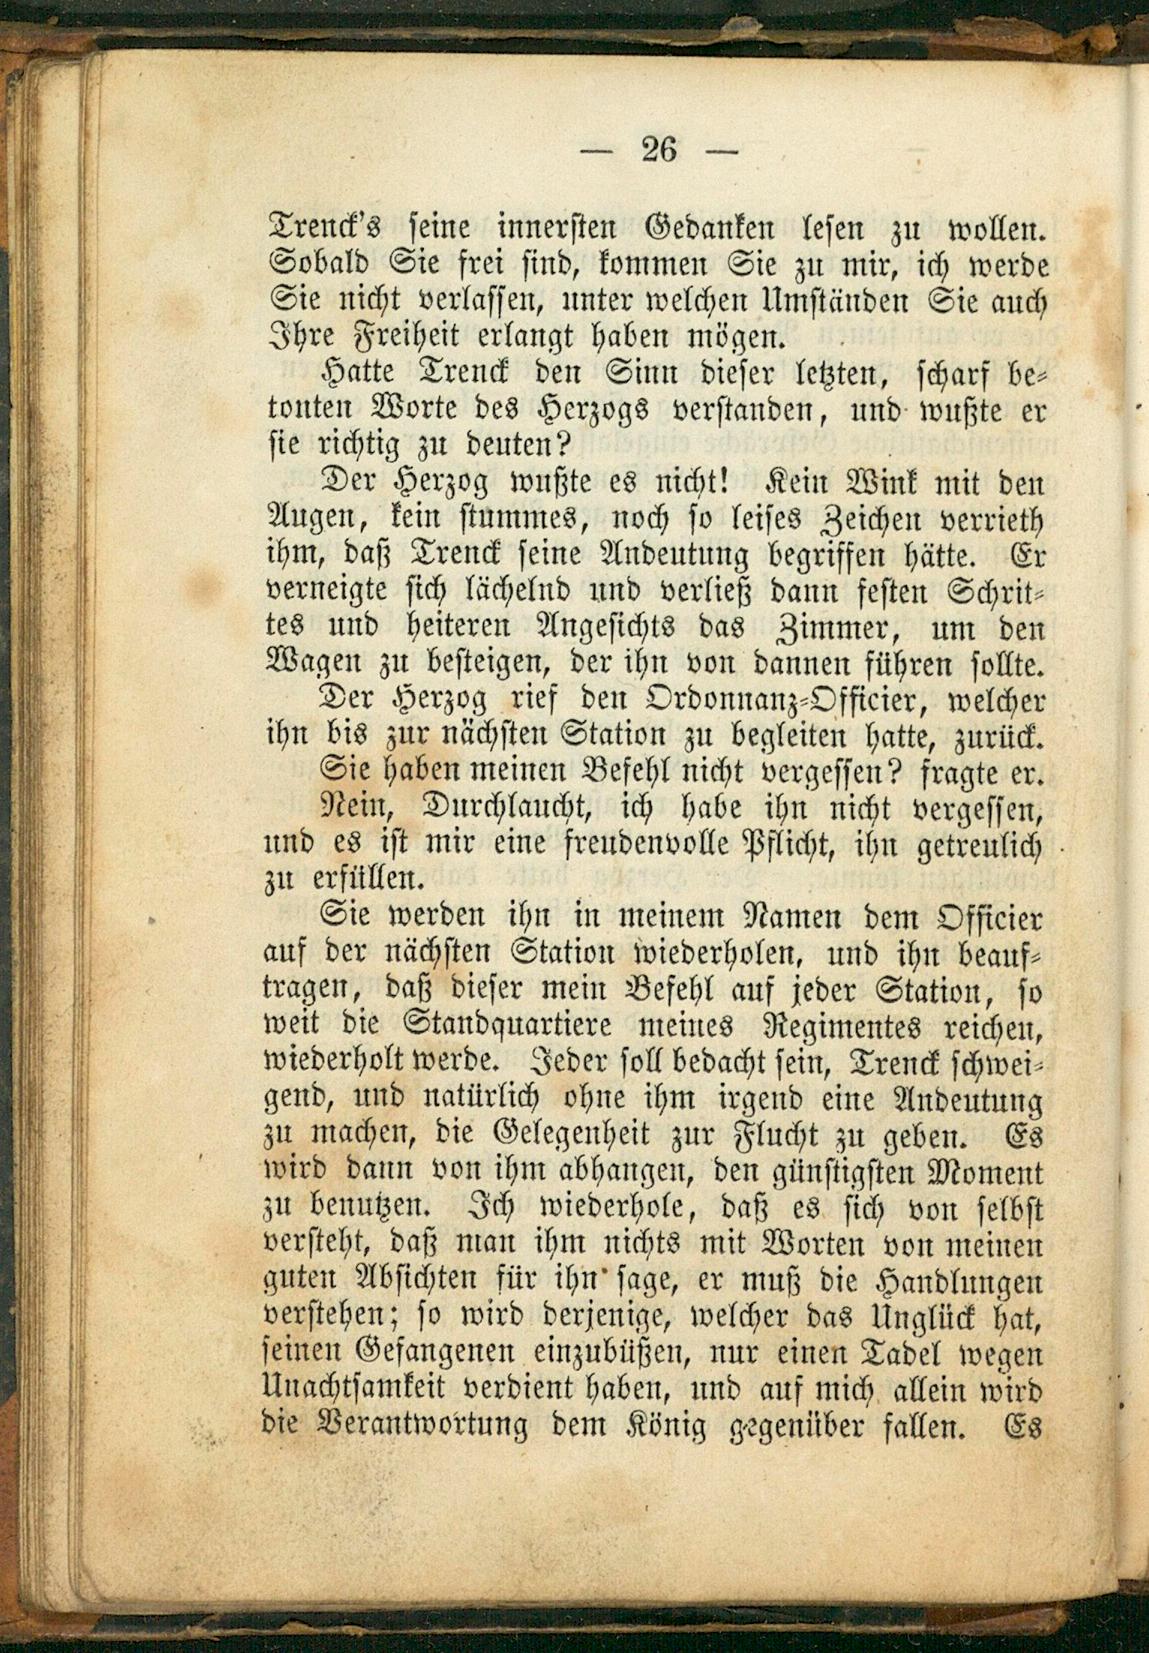 — 26 —
Trenck's seine innersten Gedanken lesen zu wollen.
Sobald Sie frei sind, kommen Sie zu mir, ich werde
Sie nicht verlassen, unter welchen Umständen Sie auch
Ihre Freiheit erlangt haben mögen.
Hatte Trenck den Sinn dieser letzten, scharf be-
tonten Worte des Herzogs verstanden, und wußte er
sie richtig zu deuten?
Der Herzog wußte es nicht! Kein Wink mit den
Augen, kein stummes, noch so leises Zeichen verrieth
ihm, daß Trenck seine Andeutung begriffen hätte. Er
verneigte sich lächelnd und verließ dann festen Schrit-
tes und heiteren Angesichts das Zimmer, um den
Wagen zu besteigen, der ihn von dannen führen sollte.
Der Herzog rief den Ordonnanz-Officier, welcher
ihn bis zur nächsten Station zu begleiten hatte, zurück.
Sie haben meinen Befehl nicht vergessen? fragte er.
Nein, Durchlaucht, ich habe ihn nicht vergessen,
und es ist mir eine freudenvolle Pflicht, ihn getreulich
zu erfüllen.
Sie werden ihn in meinem Namen dem Officier
auf der nächsten Station wiederholen, und ihn beauf-
tragen, daß dieser mein Befehl auf jeder Station, so
weit die Standquartiere meines Regimentes reichen,
wiederholt werde. Jeder soll bedacht sein, Trenck schwei-
gend, und natürlich ohne ihm irgend eine Andeutung
zu machen, die Gelegenheit zur Flucht zu geben. Es
wird dann von ihm abhangen, den günstigsten Moment
zu benutzen. Ich wiederhole, daß es sich von selbst
versteht, daß man ihm nichts mit Worten von meinen
guten Absichten für ihn sage, er muß die Handlungen
verstehen; so wird derjenige, welcher das Unglück hat,
seinen Gefangenen einzubüßen, nur einen Tadel wegen
Unachtsamkeit verdient haben, und auf mich allein wird
die Verantwortung dem König gegenüber fallen. Es